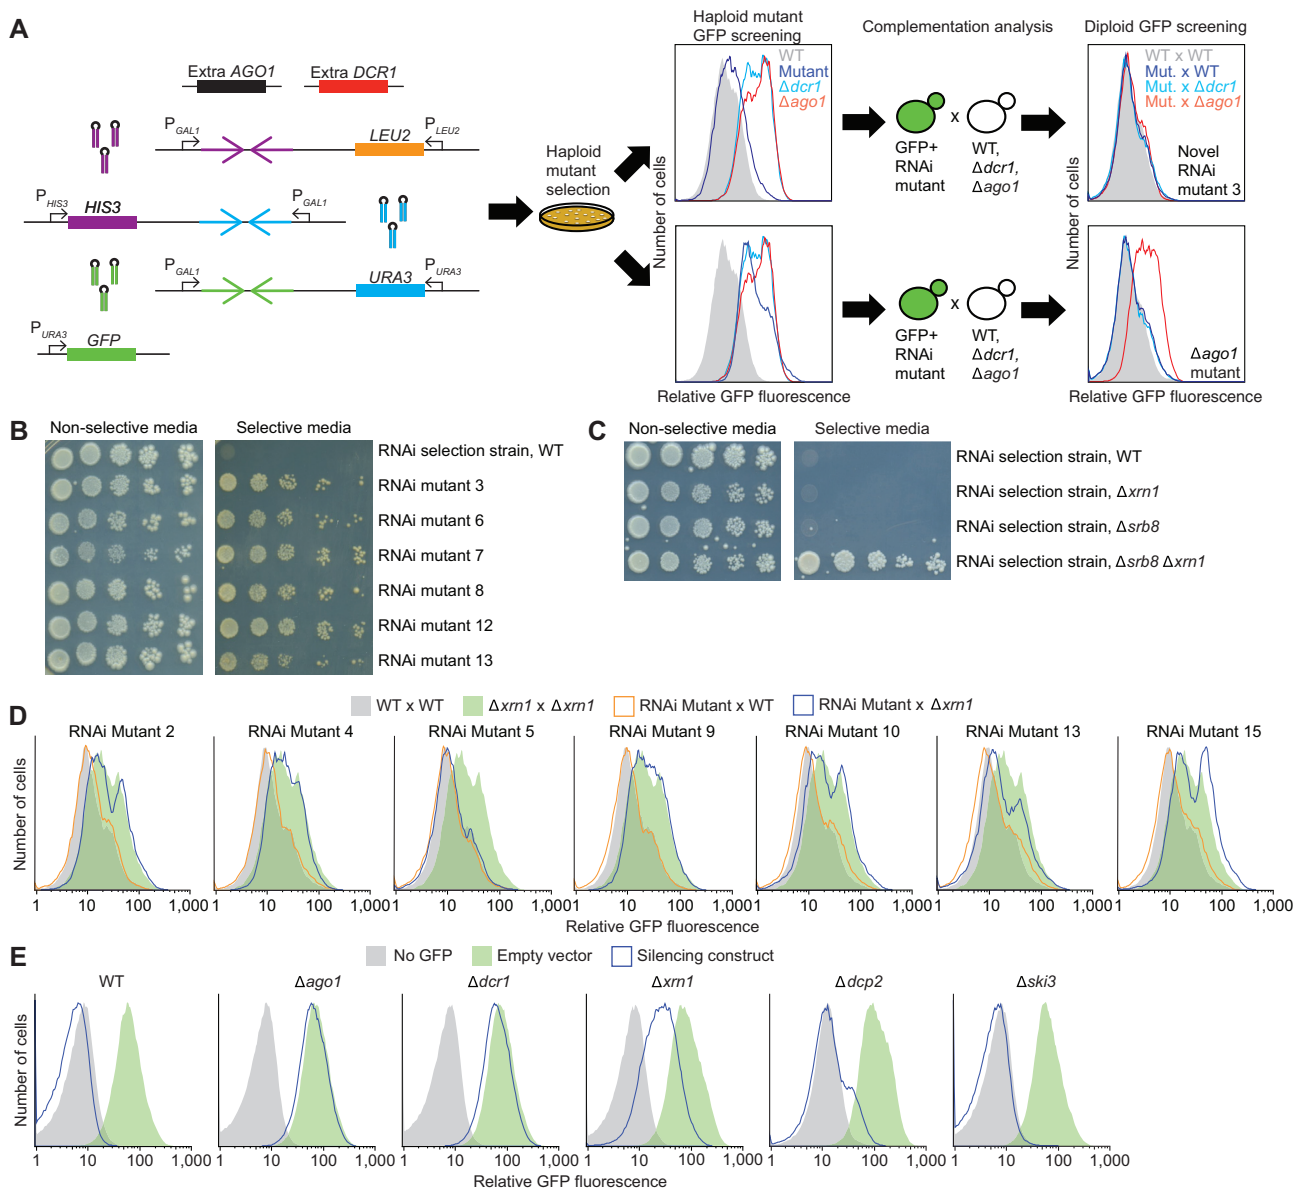 A
Extra AGO1
Extra DCR1
PGAL1
LEU2
PLEU2
PHIS3
HIS3
PGAL1
PGAL1
URA3
PURA3
PURA3
GFP
Haploid
mutant
selection
Haploid mutant
GFP screening
WT
Mutant
Δdcr1
Δago1
Number of cells
Number of cells
Relative GFP fluorescence
Complementation analysis
x
GFP+
RNAi
mutant
WT,
Δdcr1,
Δago1
x
GFP+
RNAi
mutant
WT,
Δdcr1,
Δago1
Diploid GFP screening
WT x WT
Mut. x WT
Mut. x Δdcr1
Mut. x Δago1
Novel
RNAi
mutant 3
Number of cells
Number of cells
Δago1
mutant
Relative GFP fluorescence
B
Non-selective media
Selective media
RNAi selection strain, WT
RNAi mutant 3
RNAi mutant 6
RNAi mutant 7
RNAi mutant 8
RNAi mutant 12
RNAi mutant 13
C
Non-selective media
Selective media
RNAi selection strain, WT
RNAi selection strain, Δxrn1
RNAi selection strain, Δsrb8
RNAi selection strain, Δsrb8 Δxrn1
D
WT x WT
Δxrn1 x Δxrn1
RNAi Mutant x WT
RNAi Mutant x Δxrn1
RNAi Mutant 2
RNAi Mutant 4
RNAi Mutant 5
RNAi Mutant 9
RNAi Mutant 10
RNAi Mutant 13
RNAi Mutant 15
Number of cells
1 10 100 1,000
1 10 100 1,000
1 10 100 1,000
1 10 100 1,000
1 10 100 1,000
1 10 100 1,000
1 10 100 1,000
Relative GFP fluorescence
E
No GFP
Empty vector
Silencing construct
WT
Δago1
Δdcr1
Δxrn1
Δdcp2
Δski3
Number of cells
1 10 100 1,000
1 10 100 1,000
1 10 100 1,000
1 10 100 1,000
1 10 100 1,000
1 10 100 1,000
Relative GFP fluorescence